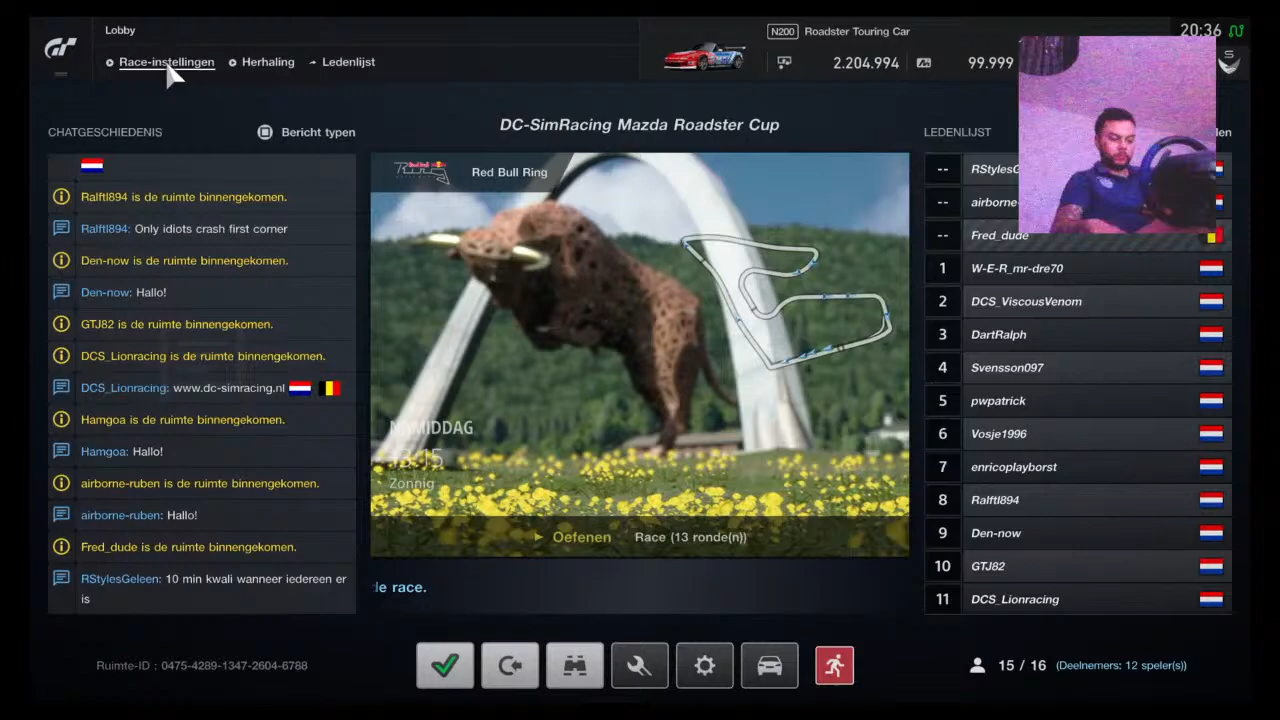 Lobby
Race-instellingen
Herhaling
Ledenlijst
N200 Roadster Touring Car
2.204.994
99.999
20:36
S
CHATGESCHIEDENIS
Bericht typen
Ralftl894 is de ruimte binnengekomen.
Ralftl894: Only idiots crash first corner
Den-now is de ruimte binnengekomen.
Den-now: Hallo!
GTJ82 is de ruimte binnengekomen.
DCS_Lionracing is de ruimte binnengekomen.
DCS_Lionracing: www.dc-simracing.nl
Hamgoa is de ruimte binnengekomen.
Hamgoa: Hallo!
airborne-ruben is de ruimte binnengekomen.
airborne-ruben: Hallo!
Fred_dude is de ruimte binnengekomen.
RStylesGeleen: 10 min kwali wanneer iedereen er
is
DC-SimRacing Mazda Roadster Cup
Red Bull Ring
Zonnig
Oefenen
Race (13 ronde(n))
de race.
LEDENLIJST
-- RStylesG
-- airborne-
-- Fred_dude
1 W-E-R_mr-dre70
2 DCS_ViscousVenom
3 DartRalph
4 Svensson097
5 pwpatrick
6 Vosje1996
7 enricoplayborst
8 Ralftl894
9 Den-now
10 GTJ82
11 DCS_Lionracing
Ruimte-ID : 0475-4289-1347-2604-6788
15 / 16 (Deelnemers: 12 speler(s))